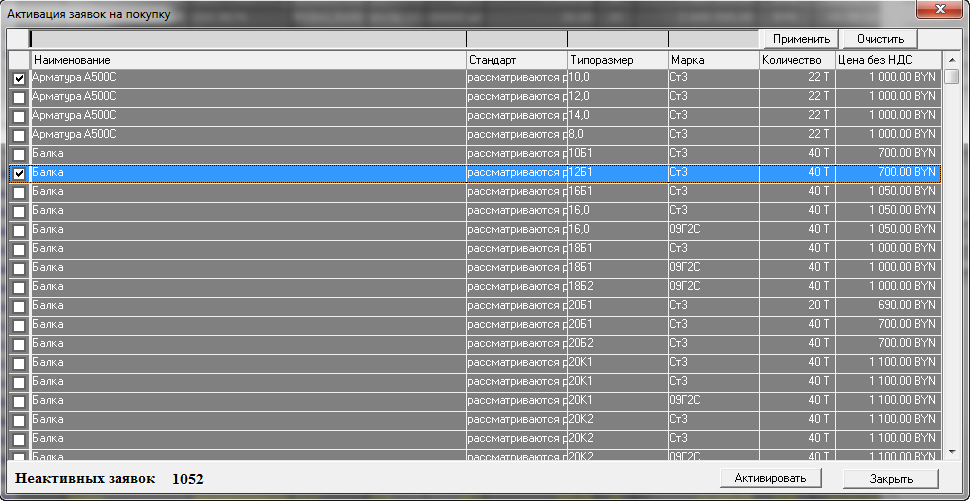 Активация заявок на покупку
Применить Очистить
Наименование Стандарт Типоразмер Марка Количество Цена без НДС
Арматура А500С рассматриваются р 10,0 Ст3 22 Т 1 000.00 BYN
Арматура А500С рассматриваются р 12,0 Ст3 22 Т 1 000.00 BYN
Арматура А500С рассматриваются р 14,0 Ст3 22 Т 1 000.00 BYN
Арматура А500С рассматриваются р 8,0 Ст3 22 Т 1 000.00 BYN
Балка рассматриваются р 10Б1 Ст3 40 Т 700.00 BYN
Балка рассматриваются р 12Б1 Ст3 40 Т 700.00 BYN
Балка рассматриваются р 16Б1 Ст3 40 Т 1 050.00 BYN
Балка рассматриваются р 16,0 Ст3 40 Т 1 050.00 BYN
Балка рассматриваются р 16,0 09Г2С 40 Т 1 050.00 BYN
Балка рассматриваются р 18Б1 Ст3 40 Т 1 000.00 BYN
Балка рассматриваются р 18Б1 09Г2С 40 Т 1 000.00 BYN
Балка рассматриваются р 18Б2 09Г2С 40 Т 1 000.00 BYN
Балка рассматриваются р 20Б1 Ст3 20 Т 690.00 BYN
Балка рассматриваются р 20Б1 Ст3 40 Т 700.00 BYN
Балка рассматриваются р 20Б2 Ст3 40 Т 700.00 BYN
Балка рассматриваются р 20К1 Ст3 40 Т 1 100.00 BYN
Балка рассматриваются р 20К1 Ст3 40 Т 1 100.00 BYN
Балка рассматриваются р 20К1 09Г2С 40 Т 1 100.00 BYN
Балка рассматриваются р 20К2 Ст3 40 Т 1 100.00 BYN
Балка рассматриваются р 20К2 Ст3 40 Т 1 100.00 BYN
Балка рассматриваются р 20К2 09Г2С 40 Т 1 100.00 BYN
Неактивных заявок 1052 Активировать Закрыть